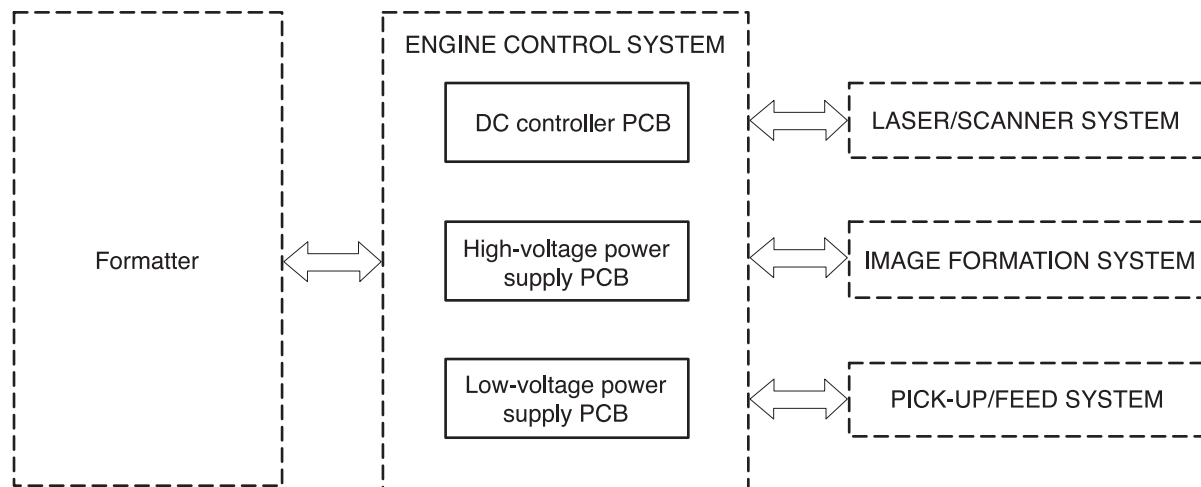 Formatter
ENGINE CONTROL SYSTEM
DC controller PCB
High-voltage power
supply PCB
Low-voltage power
supply PCB
LASER/SCANNER SYSTEM
IMAGE FORMATION SYSTEM
PICK-UP/FEED SYSTEM